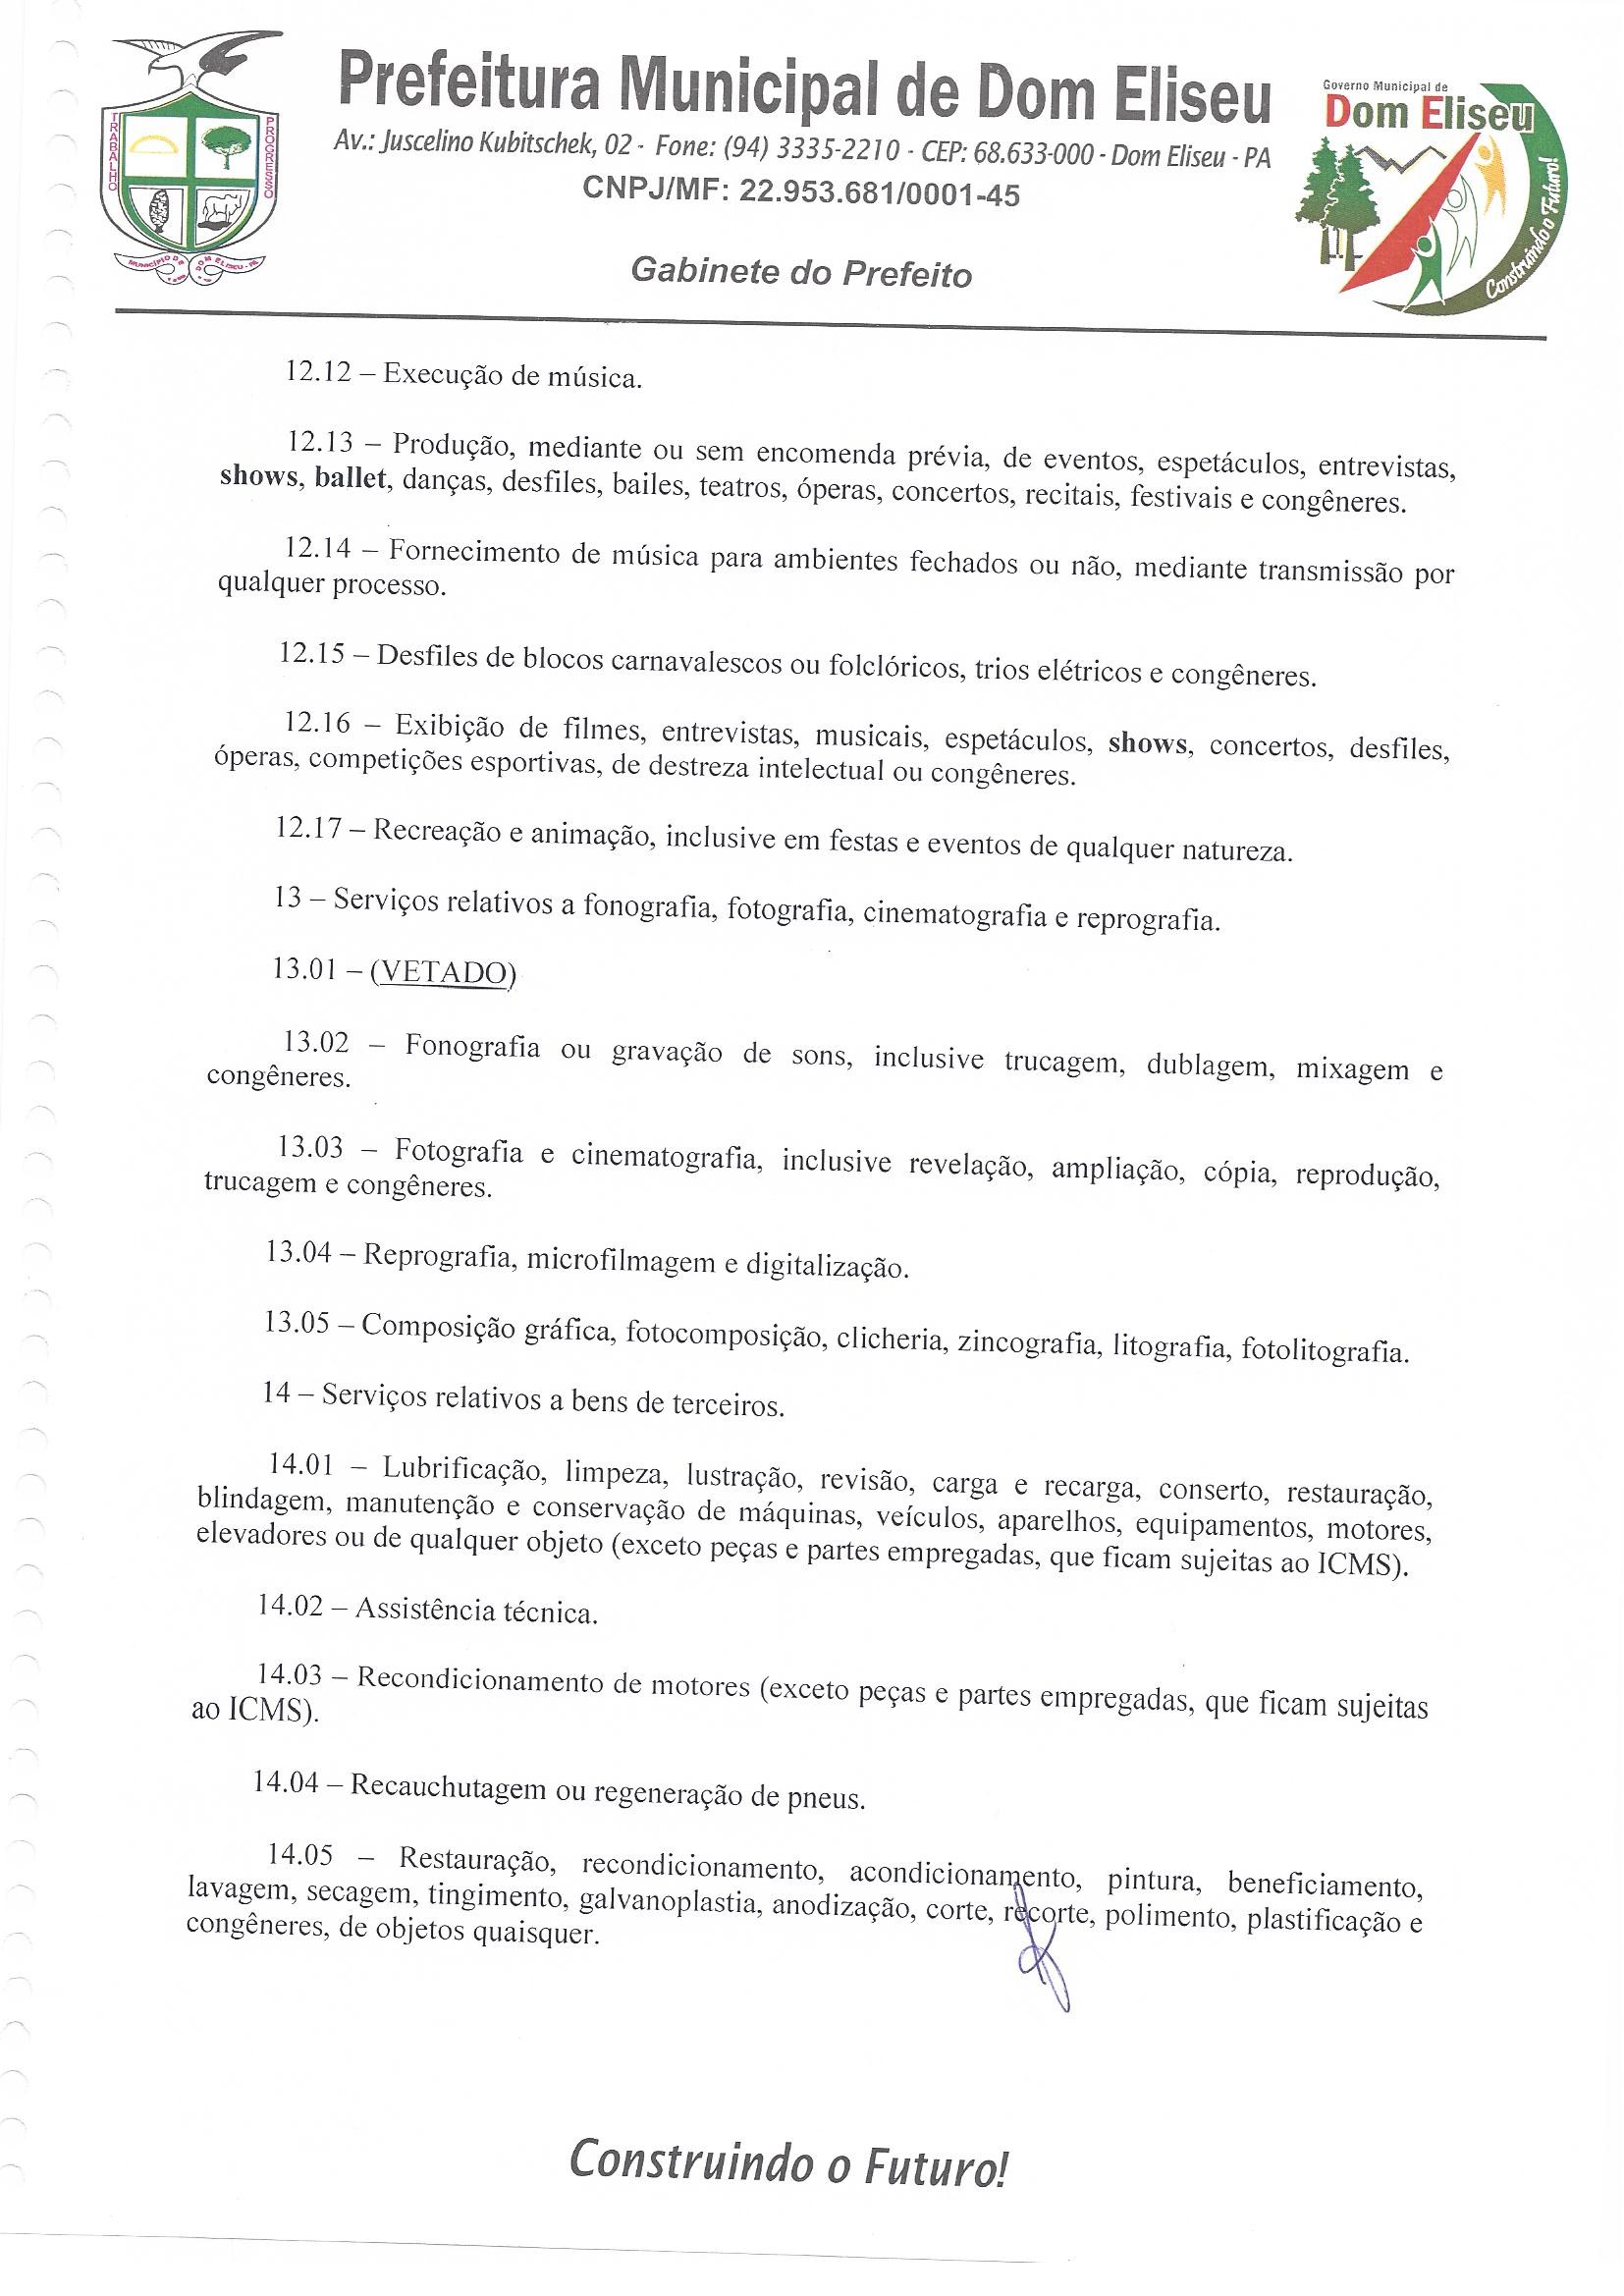 Prefeitura Municipal de Dom Eliseu
Av.: Juscelino Kubitschek, 02 - Fone: (94) 3335-2210 - CEP: 68.633-000 - Dom Eliseu - PA
CNPJ/MF: 22.953.681/0001-45
Gabinete do Prefeito
TRABALHO
PROGRESSO
MUNICÍPIO DE DOM ELISEU - PA
Governo Municipal de
Dom Eliseu
Construindo o Futuro!
12.12 – Execução de música.
12.13 – Produção, mediante ou sem encomenda prévia, de eventos, espetáculos, entrevistas,
shows, ballet, danças, desfiles, bailes, teatros, óperas, concertos, recitais, festivais e congêneres.
12.14 – Fornecimento de música para ambientes fechados ou não, mediante transmissão por
qualquer processo.
12.15 – Desfiles de blocos carnavalescos ou folclóricos, trios elétricos e congêneres.
12.16 – Exibição de filmes, entrevistas, musicais, espetáculos, shows, concertos, desfiles,
óperas, competições esportivas, de destreza intelectual ou congêneres.
12.17 – Recreação e animação, inclusive em festas e eventos de qualquer natureza.
13 – Serviços relativos a fonografia, fotografia, cinematografia e reprografia.
13.01 – (VETADO)
13.02 – Fonografia ou gravação de sons, inclusive trucagem, dublagem, mixagem e
congêneres.
13.03 – Fotografia e cinematografia, inclusive revelação, ampliação, cópia, reprodução,
trucagem e congêneres.
13.04 – Reprografia, microfilmagem e digitalização.
13.05 – Composição gráfica, fotocomposição, clicheria, zincografia, litografia, fotolitografia.
14 – Serviços relativos a bens de terceiros.
14.01 – Lubrificação, limpeza, lustração, revisão, carga e recarga, conserto, restauração,
blindagem, manutenção e conservação de máquinas, veículos, aparelhos, equipamentos, motores,
elevadores ou de qualquer objeto (exceto peças e partes empregadas, que ficam sujeitas ao ICMS).
14.02 – Assistência técnica.
14.03 – Recondicionamento de motores (exceto peças e partes empregadas, que ficam sujeitas
ao ICMS).
14.04 – Recauchutagem ou regeneração de pneus.
14.05 – Restauração, recondicionamento, acondicionamento, pintura, beneficiamento,
lavagem, secagem, tingimento, galvanoplastia, anodização, corte, recorte, polimento, plastificação e
congêneres, de objetos quaisquer.
Construindo o Futuro!